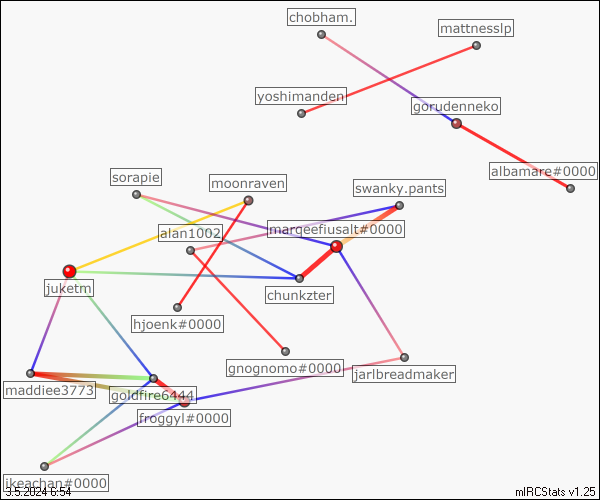 chobham.
mattnesslp
yoshimanden
gorudenneko
albamare#0000
sorapie
moonraven
swanky.pants
alan1002.
margeefiusalt#0000
juketm
chunkzter
hjoenk#0000
gnognomo#0000
jarlbreadmaker
maddiee3773
goldfire6444
froggyl#0000
ikeachan#0000
3.5.2024 6:54
mIRCStats v1.25